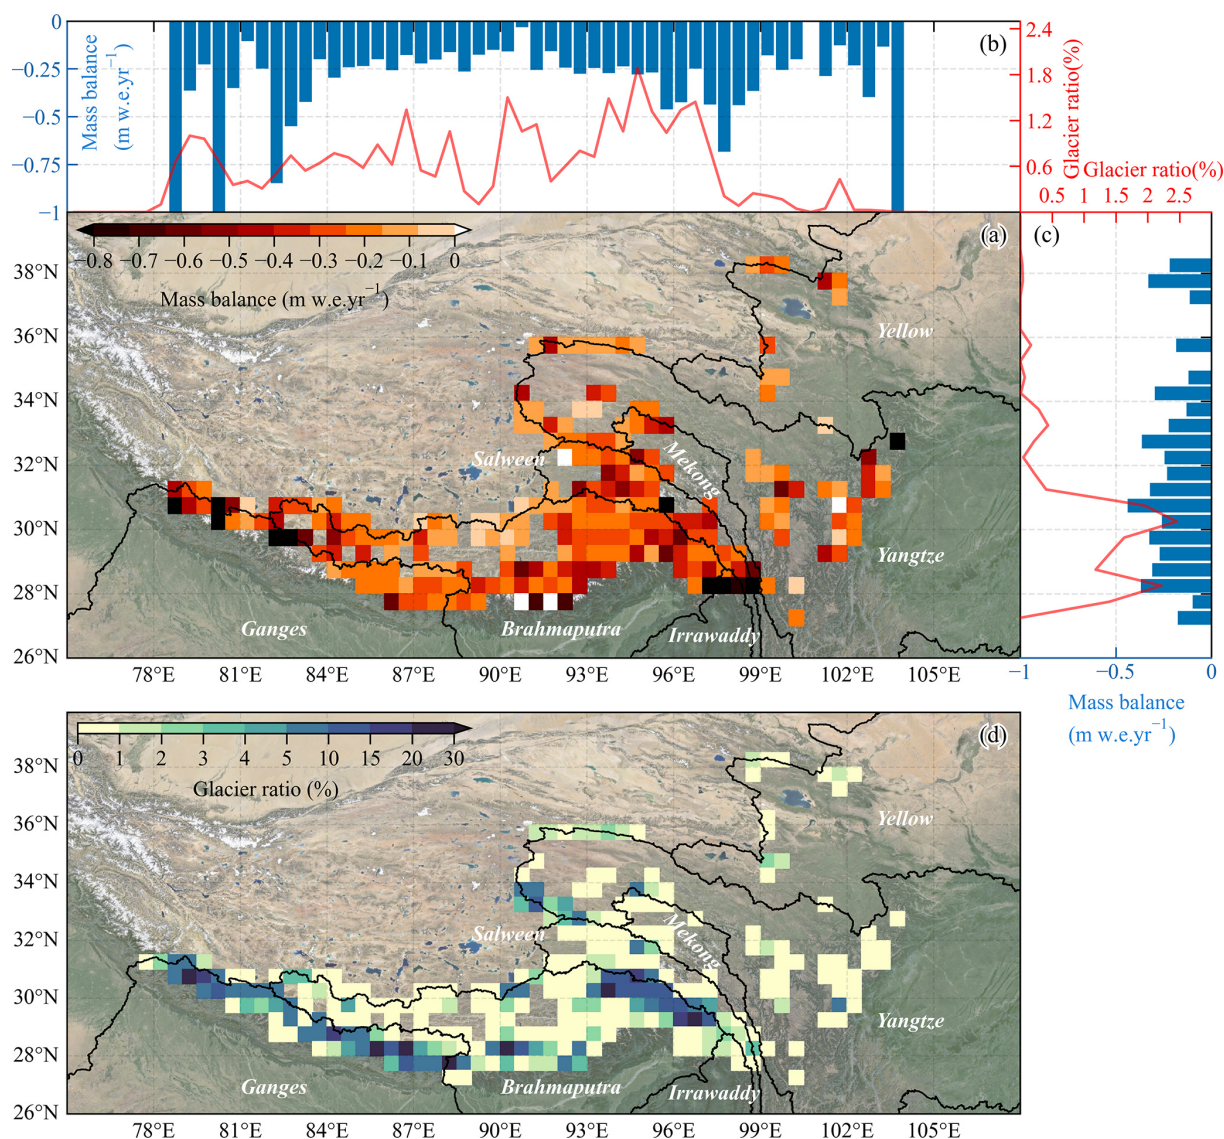 0
−0.25
−0.5
−0.75
−1
Mass balance
(m w.e.yr−1)
(b)
2.4
1.8
1.2
0.6
Glacier ratio(%)
Glacier ratio(%)
0.5 1 1.5 2 2.5
(a)
(c)
−0.8 −0.7 −0.6 −0.5 −0.4 −0.3 −0.2 −0.1 0
Mass balance (m w.e.yr−1)
38°N
36°N
34°N
32°N
30°N
28°N
26°N
Yellow
Salween
Mekong
Yangtze
Ganges
Brahmaputra
Irrawaddy
78°E 81°E 84°E 87°E 90°E 93°E 96°E 99°E 102°E 105°E
−1 −0.5 0
Mass balance
(m w.e.yr−1)
(d)
0 1 2 3 4 5 10 15 20 30
Glacier ratio (%)
38°N
36°N
34°N
32°N
30°N
28°N
26°N
Yellow
Salween
Mekong
Yangtze
Ganges
Brahmaputra
Irrawaddy
78°E 81°E 84°E 87°E 90°E 93°E 96°E 99°E 102°E 105°E